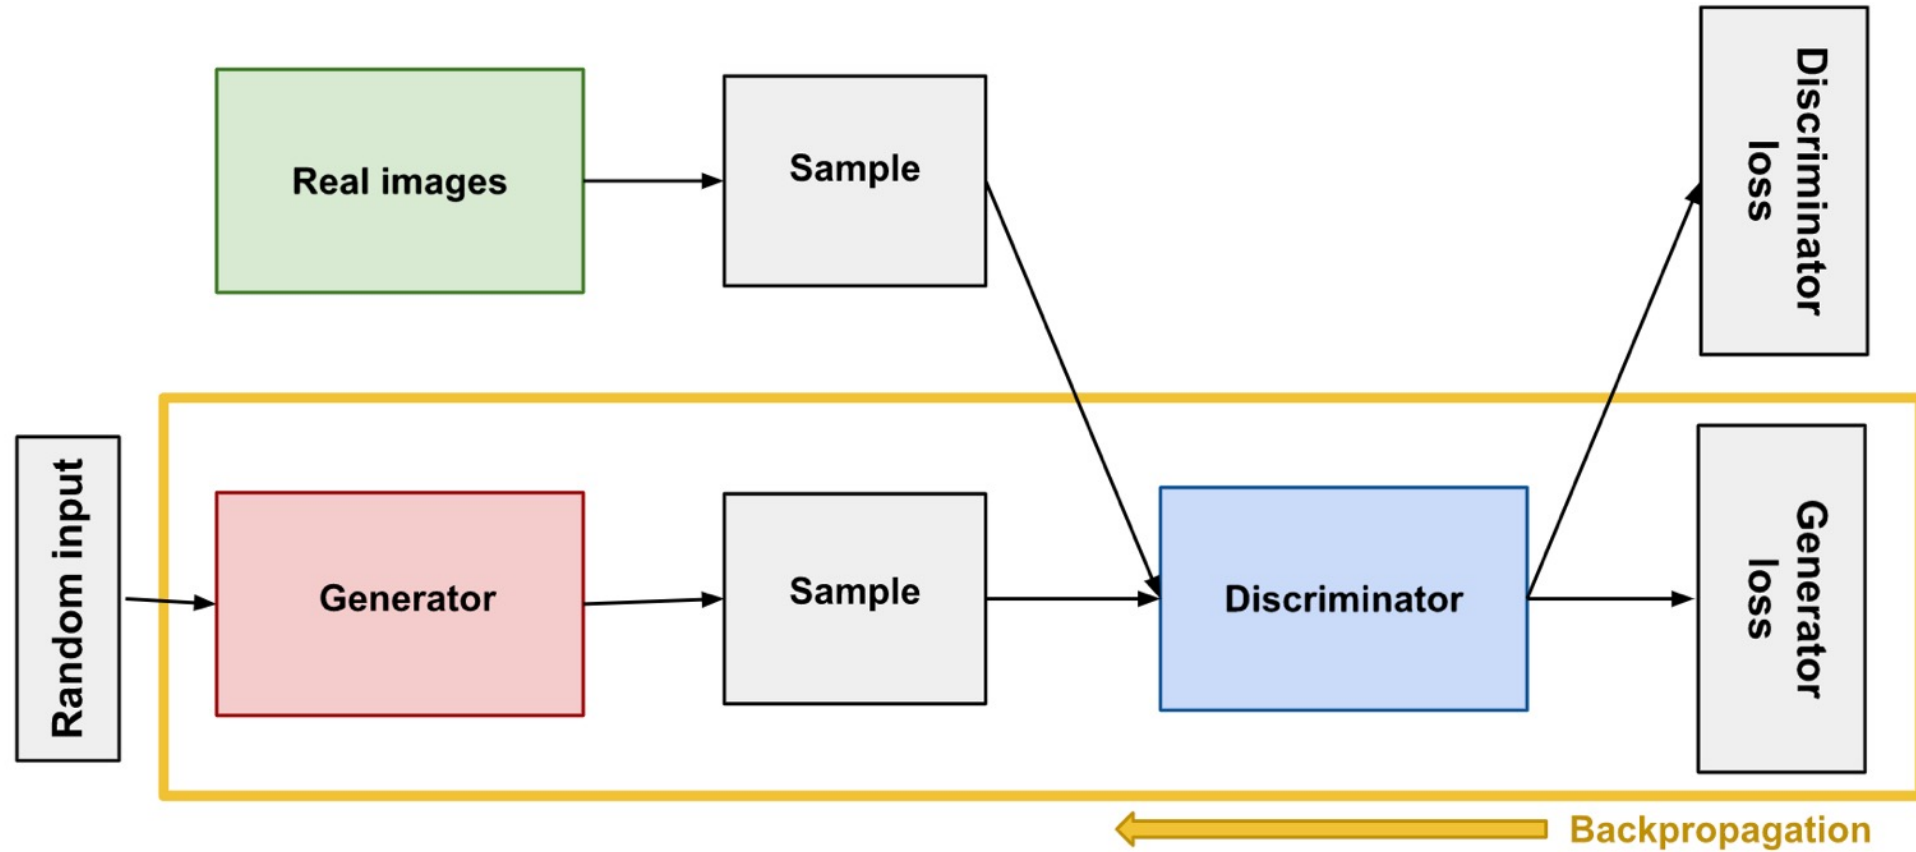 Real images
Sample
Discriminator
loss
Random input
Generator
Sample
Discriminator
Generator
loss
Backpropagation